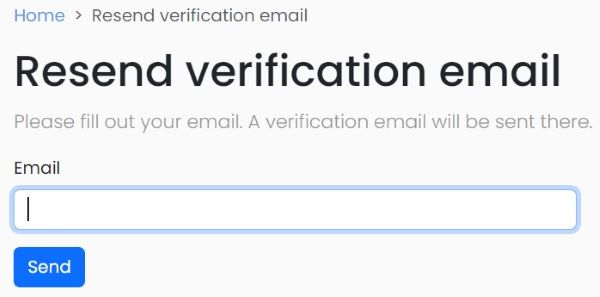 Home > Resend verification email
Resend verification email
Please fill out your email. A verification email will be sent there.
Email
Send